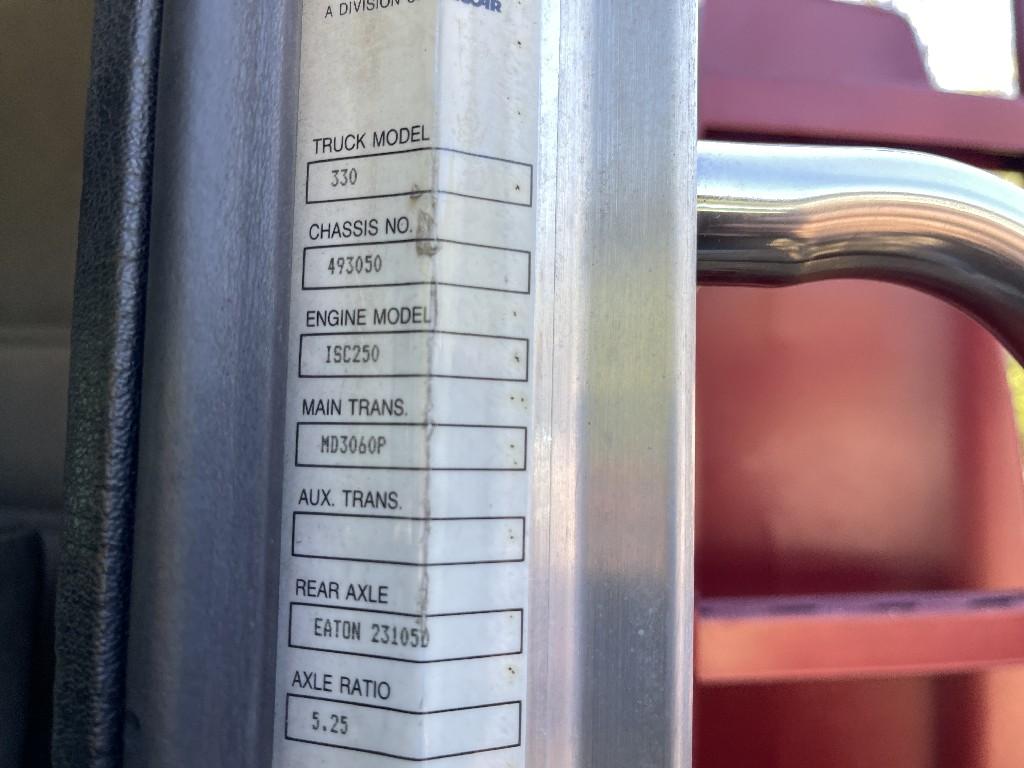 A DIVISION
TRUCK MODEL
330
CHASSIS NO.
493050
ENGINE MODEL
ISC250
MAIN TRANS.
MD3060P
AUX. TRANS.
REAR AXLE
EATON 23105D
AXLE RATIO
5.25